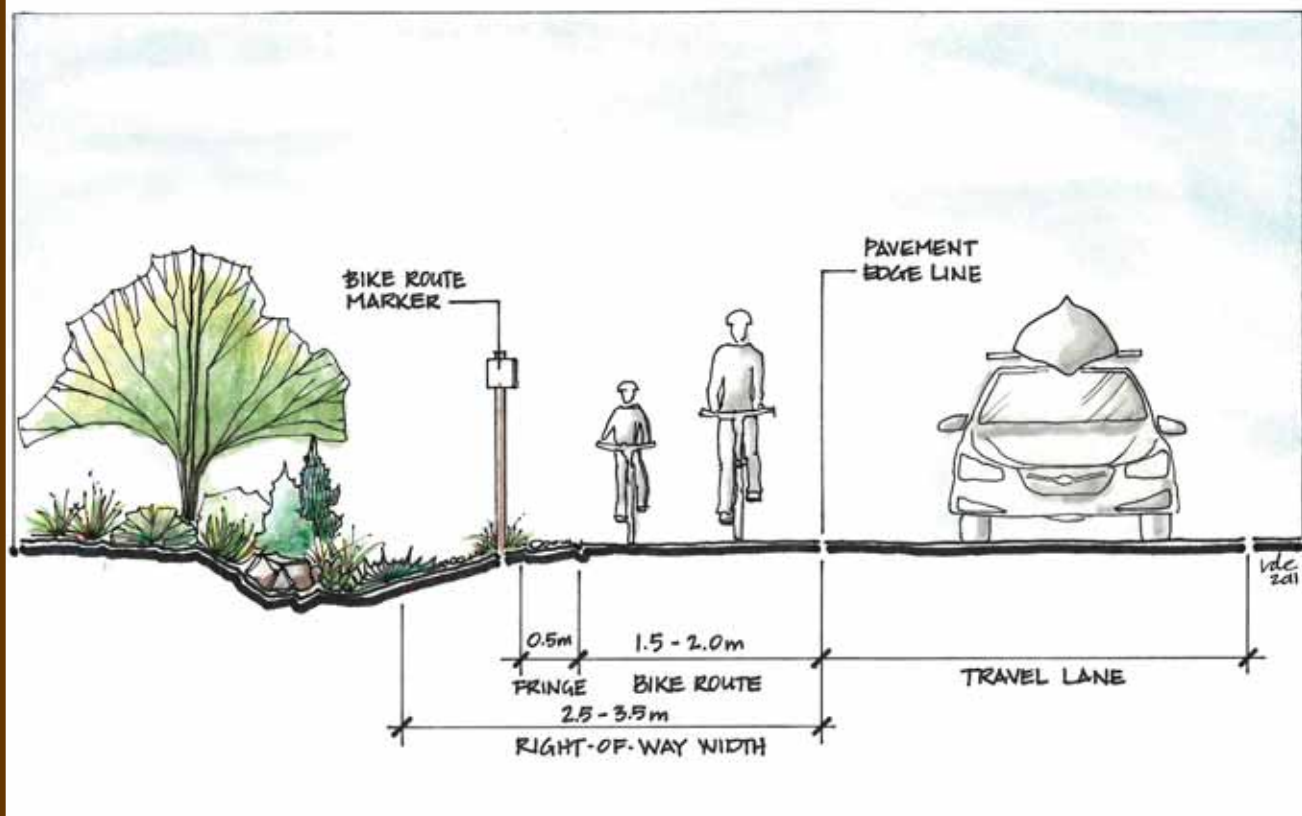 BIKE ROUTE
MARKER
PAVEMENT
EDGE LINE
vdc
2011
0.5m
1.5 - 2.0m
FRINGE
BIKE ROUTE
TRAVEL LANE
2.5 - 3.5m
RIGHT-OF-WAY WIDTH